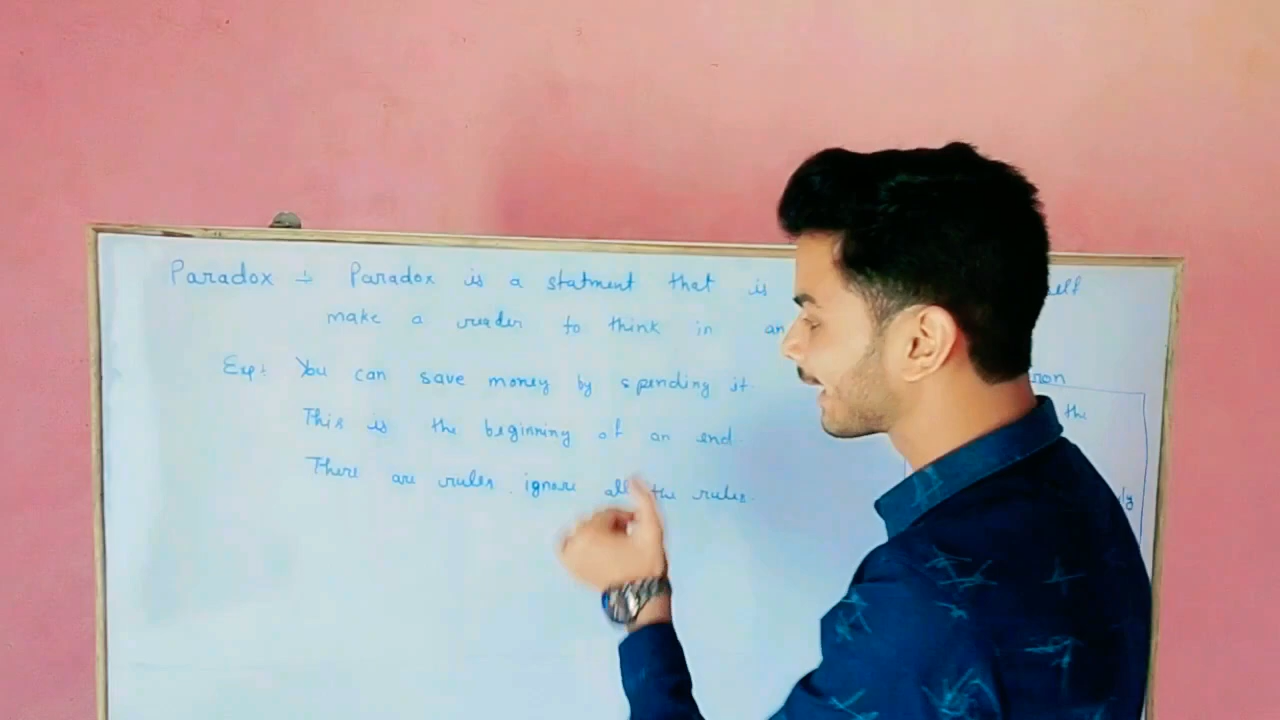 Paradox ÷ Paradox is a statment that is
make a reader to think in an
Exp: You can save money by spending it.
This is the beginning of an end.
There are rules. ignore all the rules.
the